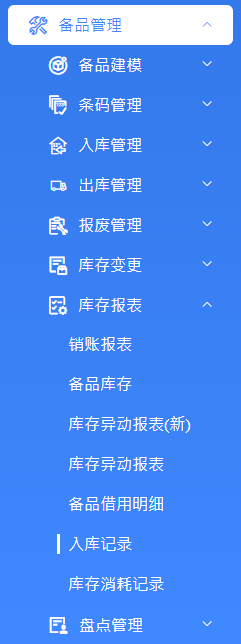 备品管理
备品建模
条码管理
入库管理
出库管理
报废管理
库存变更
库存报表
销账报表
备品库存
库存异动报表(新)
库存异动报表
备品借用明细
入库记录
库存消耗记录
盘点管理